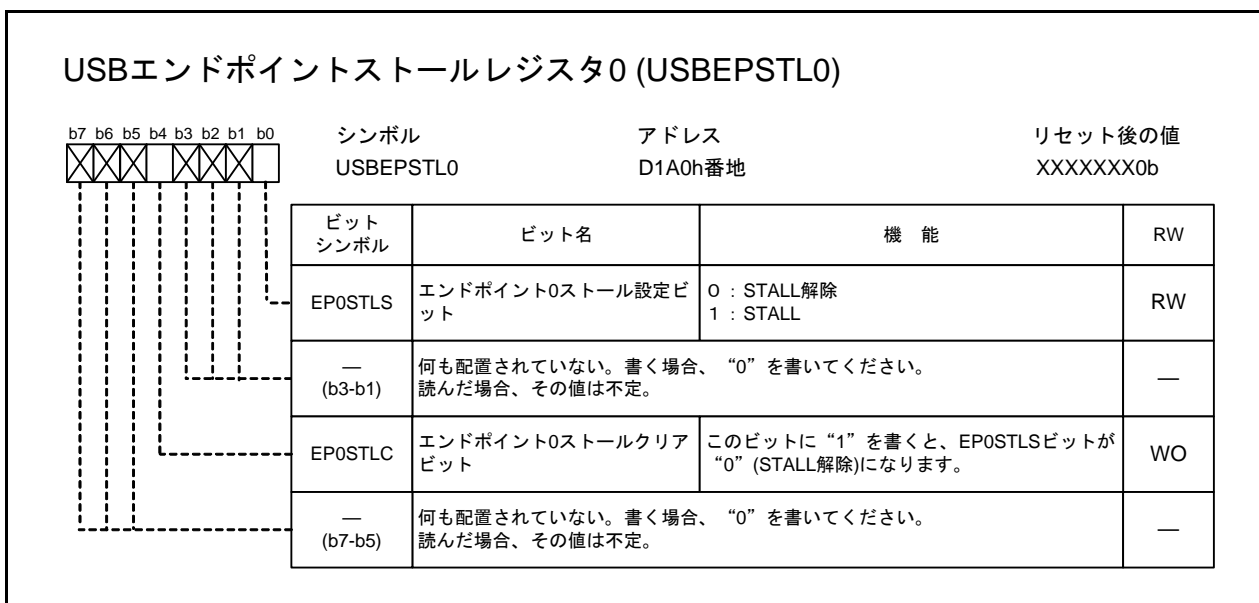 USBエンドポイントストールレジスタ0 (USBEPSTL0)
b7 b6 b5 b4 b3 b2 b1 b0
シンボル アドレス リセット後の値
USBEPSTL0 D1A0h番地 XXXXXXX0b
ビット
シンボル
ビット名
機 能
RW
EP0STLS
エンドポイント0ストール設定ビ
ット
0 : STALL解除
1 : STALL
RW
—
(b3-b1)
何も配置されていない。書く場合、“0”を書いてください。
読んだ場合、その値は不定。
—
EP0STLC
エンドポイント0ストールクリア
ビット
このビットに“1”を書くと、EP0STLSビットが
“0”(STALL解除)になります。
WO
—
(b7-b5)
何も配置されていない。書く場合、“0”を書いてください。
読んだ場合、その値は不定。
—